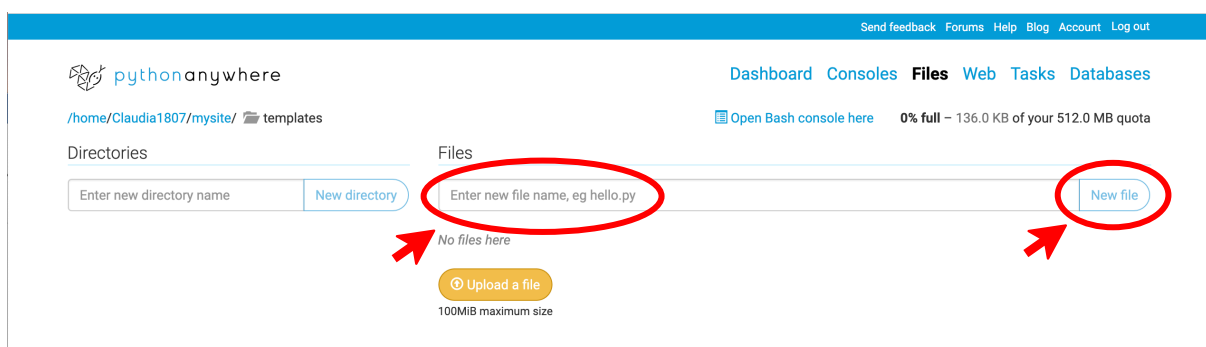 Send feedback Forums Help Blog Account Log out
pythonanywhere
Dashboard Consoles Files Web Tasks Databases
/home/Claudia1807/mysite/ templates
Open Bash console here 0% full – 136.0 KB of your 512.0 MB quota
Directories
Files
Enter new directory name New directory
Enter new file name, eg hello.py New file
No files here
Upload a file
100MiB maximum size